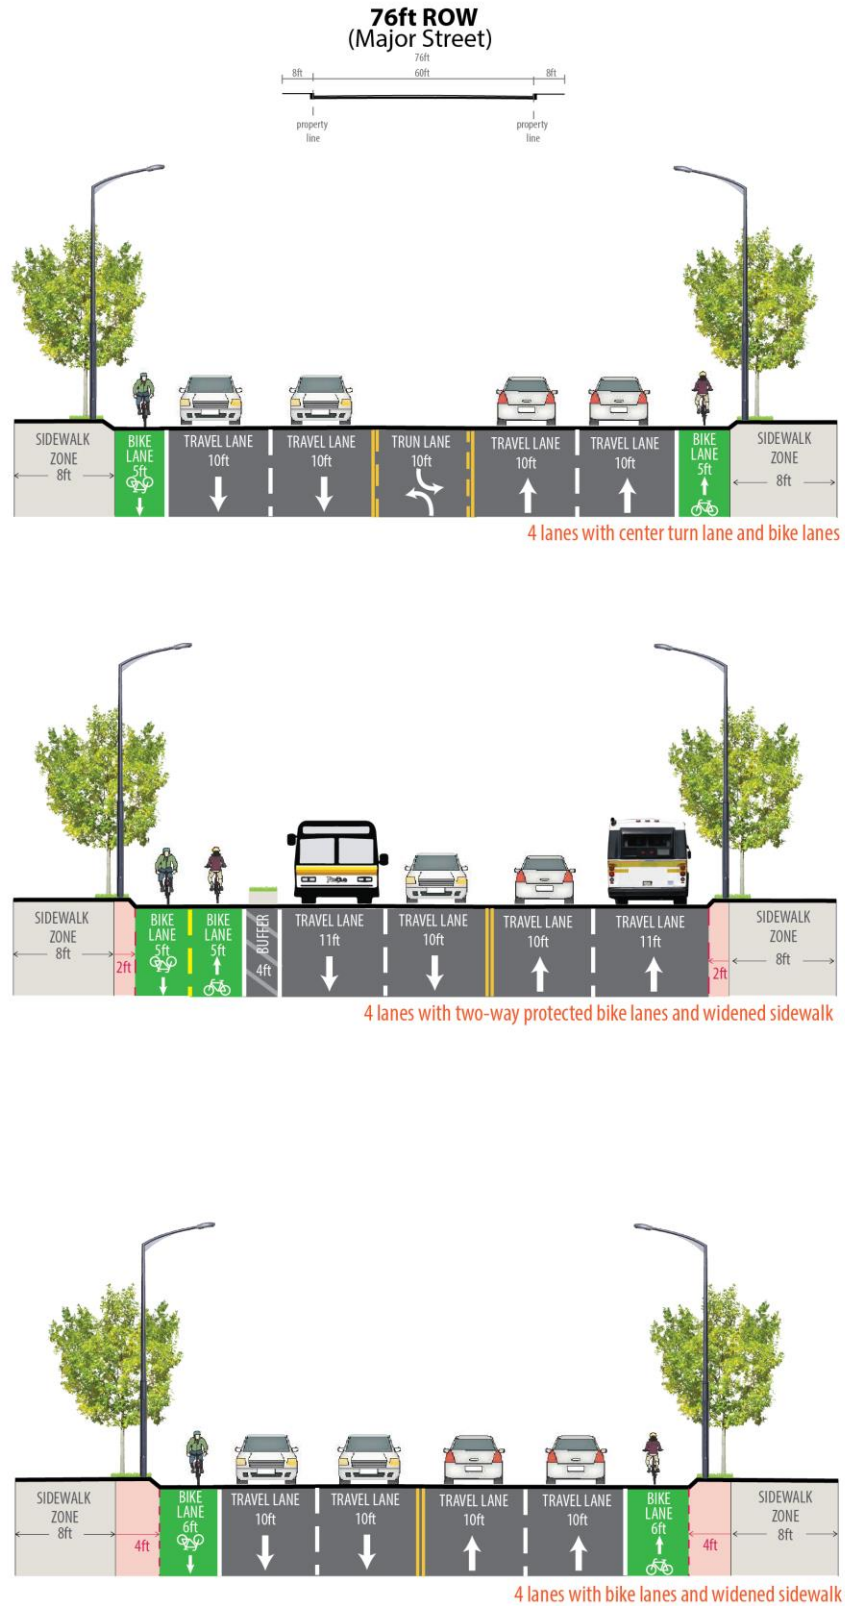 76ft ROW
(Major Street)
76ft
8ft 60ft 8ft
property
line
property
line
SIDEWALK
ZONE
8ft
BIKE
LANE
5ft
TRAVEL LANE
10ft
TRAVEL LANE
10ft
TRUN LANE
10ft
TRAVEL LANE
10ft
TRAVEL LANE
10ft
BIKE
LANE
5ft
SIDEWALK
ZONE
8ft
4 lanes with center turn lane and bike lanes
SIDEWALK
ZONE
8ft
2ft
BIKE
LANE
5ft
BIKE
LANE
5ft
BUFFER
4ft
TRAVEL LANE
11ft
TRAVEL LANE
10ft
TRAVEL LANE
10ft
TRAVEL LANE
11ft
2ft
SIDEWALK
ZONE
8ft
4 lanes with two-way protected bike lanes and widened sidewalk
SIDEWALK
ZONE
8ft
4ft
BIKE
LANE
6ft
TRAVEL LANE
10ft
TRAVEL LANE
10ft
TRAVEL LANE
10ft
TRAVEL LANE
10ft
BIKE
LANE
6ft
4ft
SIDEWALK
ZONE
8ft
4 lanes with bike lanes and widened sidewalk